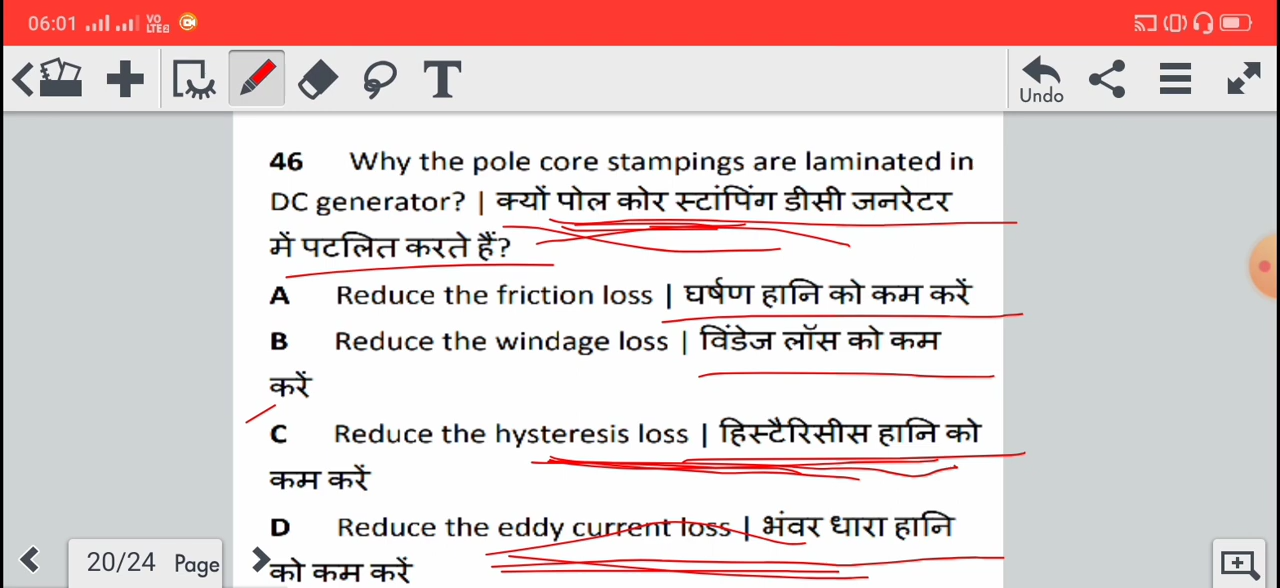 06:01 VO LTE
Undo
46 Why the pole core stampings are laminated in
DC generator? | क्यों पोल कोर स्टांपिंग डीसी जनरेटर
में पटलित करते हैं?
A Reduce the friction loss | घर्षण हानि को कम करें
B Reduce the windage loss | विंडेज लॉस को कम
करें
C Reduce the hysteresis loss | हिस्टैरिसीस हानि को
कम करें
D Reduce the eddy current loss | भंवर धारा हानि
को कम करें
20/24 Page